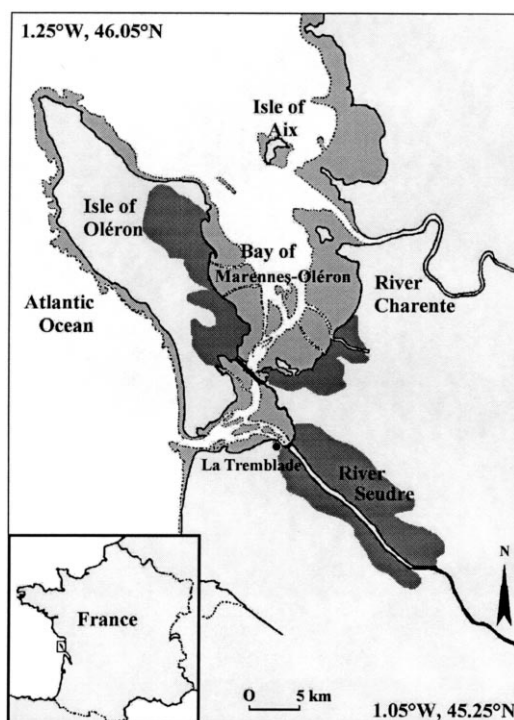 1.25°W, 46.05°N
Isle of
Aix
Isle of
Oléron
Bay of
Marennes-Oléron
River
Charente
Atlantic
Ocean
La Tremblade
River
Seudre
N
France
0 5 km
1.05°W, 45.25°N